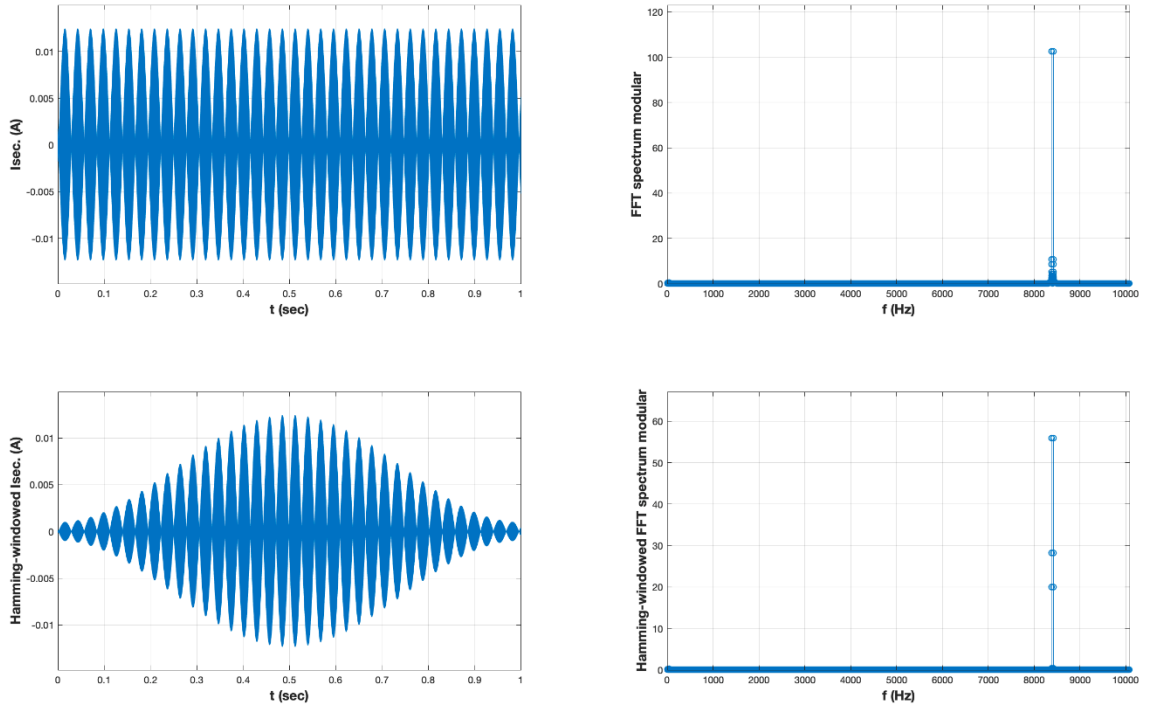 0.01
0.005
0
-0.005
-0.01
Isec. (A)
0 0.1 0.2 0.3 0.4 0.5 0.6 0.7 0.8 0.9 1
t (sec)
120
100
80
60
40
20
0
FFT spectrum modular
0 1000 2000 3000 4000 5000 6000 7000 8000 9000 10000
f (Hz)
0.01
0.005
0
-0.005
-0.01
Hamming-windowed Isec. (A)
0 0.1 0.2 0.3 0.4 0.5 0.6 0.7 0.8 0.9 1
t (sec)
60
50
40
30
20
10
0
Hamming-windowed FFT spectrum modular
0 1000 2000 3000 4000 5000 6000 7000 8000 9000 10000
f (Hz)